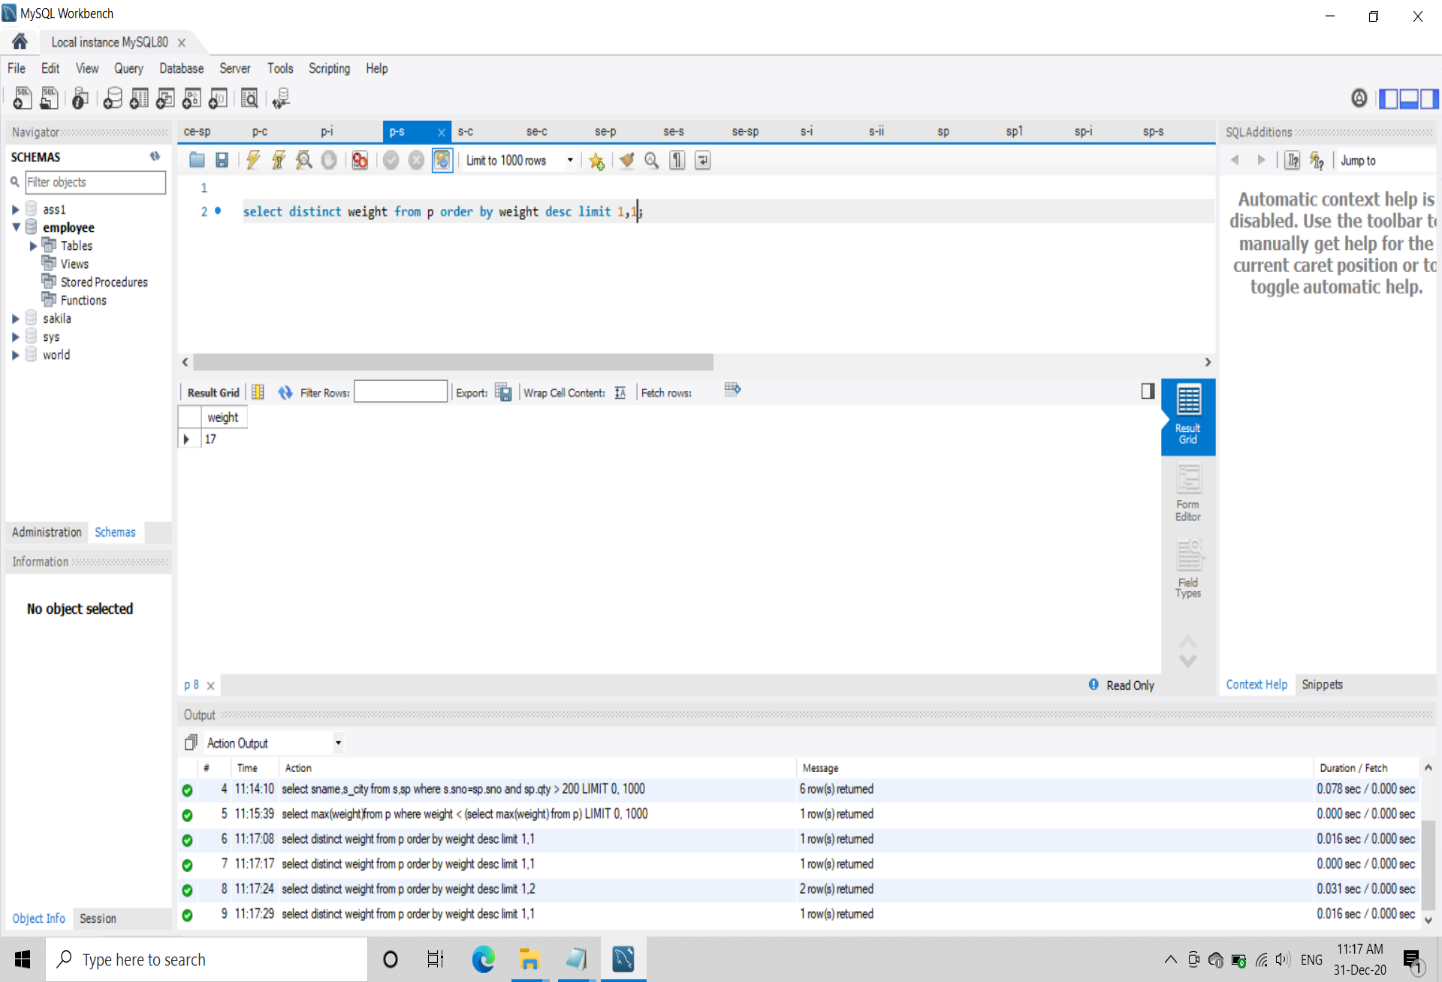 MySQL Workbench
Local instance MySQL80
File Edit View Query Database Server Tools Scripting Help
Navigator
SCHEMAS
Filter objects
ass1
employee
Tables
Views
Stored Procedures
Functions
sakila
sys
world
Administration Schemas
Information
No object selected
Object Info Session
ce-sp p-c p-i p-s s-c se-c se-p se-s se-sp s-i s-ii sp sp1 sp-i sp-s
Limit to 1000 rows
1
2 select distinct weight from p order by weight desc limit 1,1;
Result Grid Filter Rows: Export: Wrap Cell Content: Fetch rows:
weight
17
Result
Grid
Form
Editor
Field
Types
p 8 Read Only
SQLAdditions
Jump to
Automatic context help is
disabled. Use the toolbar to
manually get help for the
current caret position or to
toggle automatic help.
Context Help Snippets
Output
Action Output
# Time Action Message Duration / Fetch
4 11:14:10 select sname,s_city from s,sp where s.sno=sp.sno and sp.qty > 200 LIMIT 0, 1000 6 row(s) returned 0.078 sec / 0.000 sec
5 11:15:39 select max(weight)from p where weight < (select max(weight) from p) LIMIT 0, 1000 1 row(s) returned 0.000 sec / 0.000 sec
6 11:17:08 select distinct weight from p order by weight desc limit 1,1 1 row(s) returned 0.016 sec / 0.000 sec
7 11:17:17 select distinct weight from p order by weight desc limit 1,1 1 row(s) returned 0.000 sec / 0.000 sec
8 11:17:24 select distinct weight from p order by weight desc limit 1,2 2 row(s) returned 0.031 sec / 0.000 sec
9 11:17:29 select distinct weight from p order by weight desc limit 1,1 1 row(s) returned 0.016 sec / 0.000 sec
Type here to search
ENG
11:17 AM
31-Dec-20
1